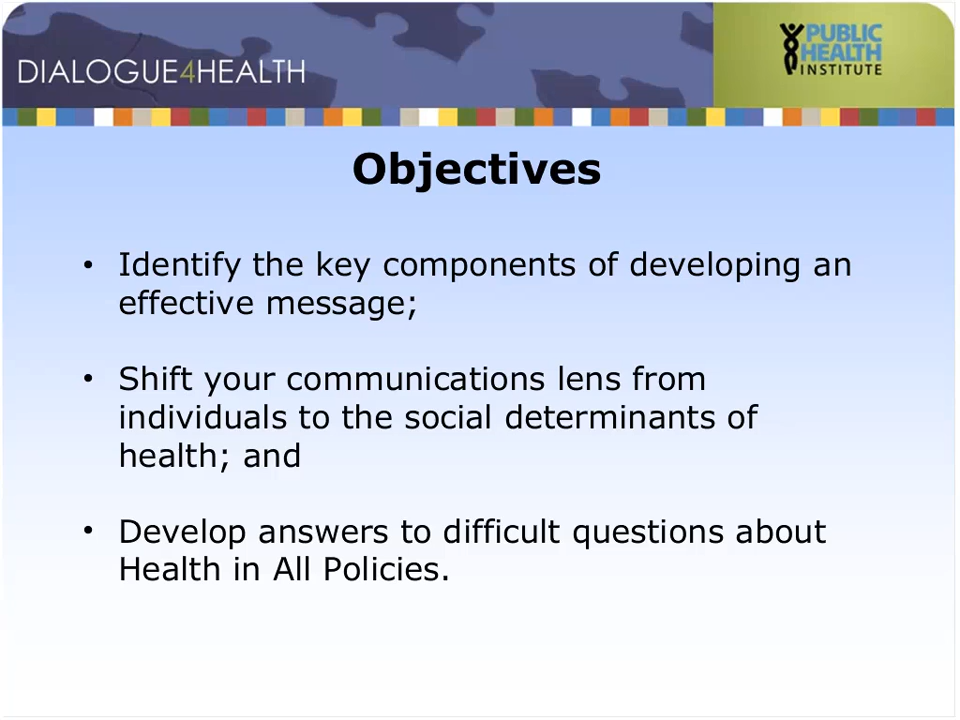 DIALOGUE4HEALTH
PUBLIC
HEALTH
INSTITUTE
Objectives
• Identify the key components of developing an
effective message;
• Shift your communications lens from
individuals to the social determinants of
health; and
• Develop answers to difficult questions about
Health in All Policies.